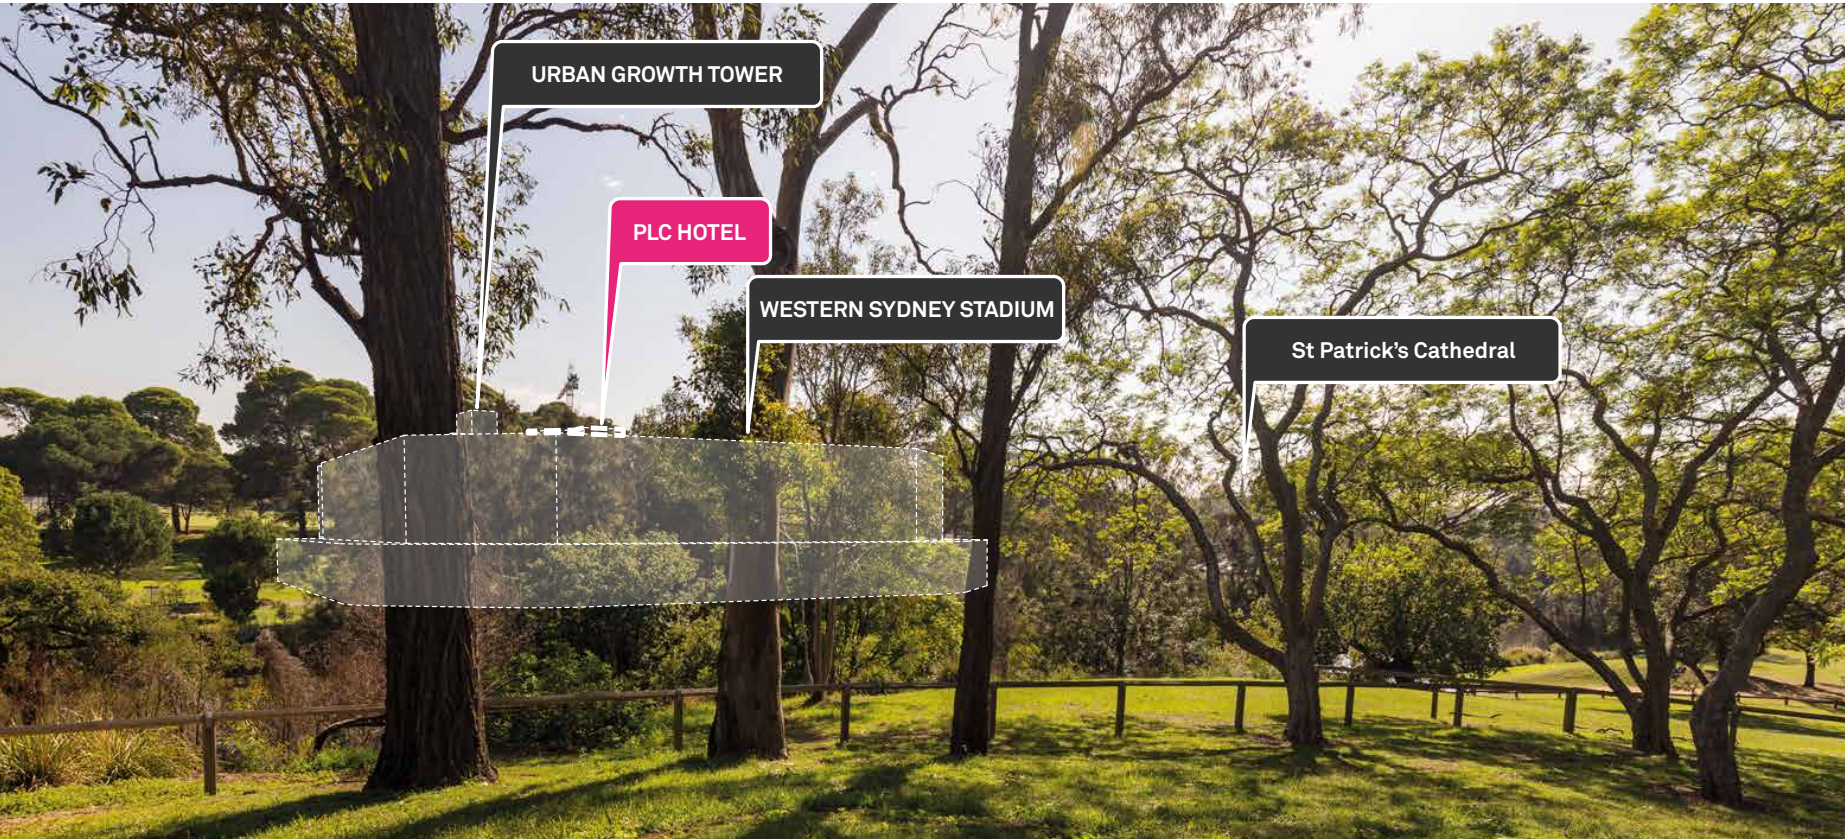 URBAN GROWTH TOWER
PLC HOTEL
WESTERN SYDNEY STADIUM
St Patrick's Cathedral